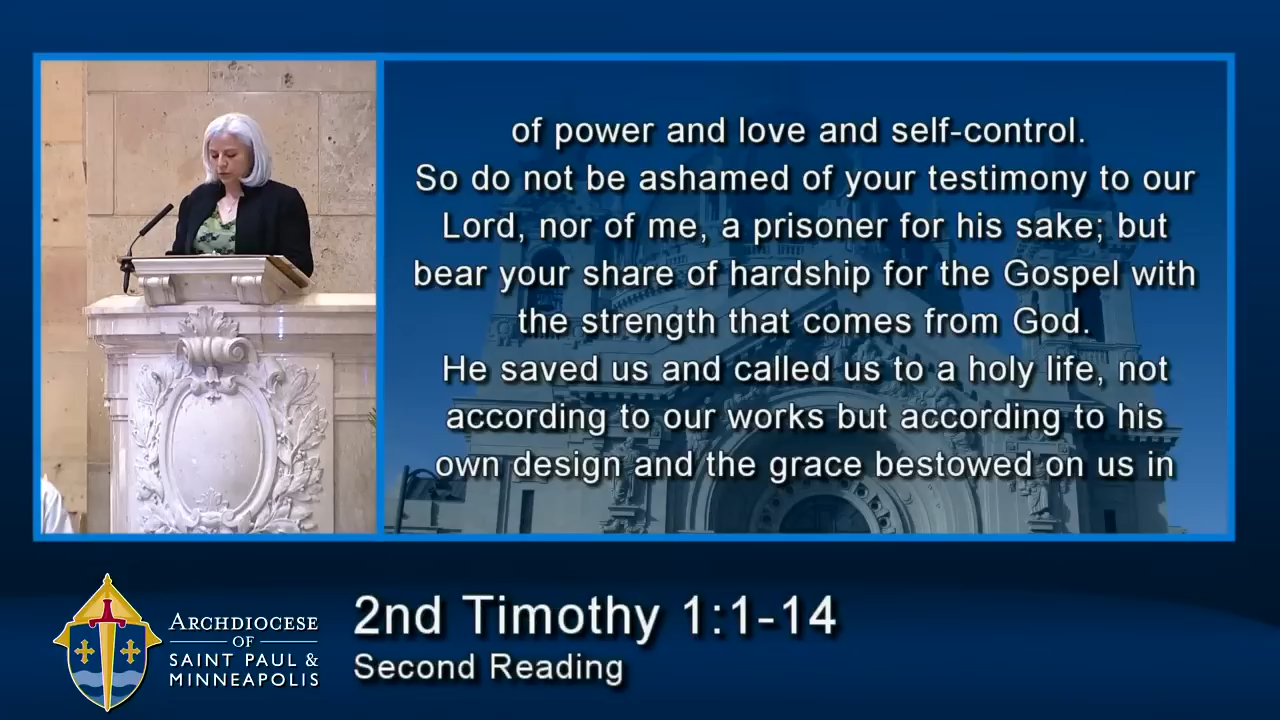 of power and love and self-control.
So do not be ashamed of your testimony to our
Lord, nor of me, a prisoner for his sake; but
bear your share of hardship for the Gospel with
the strength that comes from God.
He saved us and called us to a holy life, not
according to our works but according to his
own design and the grace bestowed on us in
ARCHDIOCESE
OF
SAINT PAUL &
MINNEAPOLIS
2nd Timothy 1:1-14
Second Reading